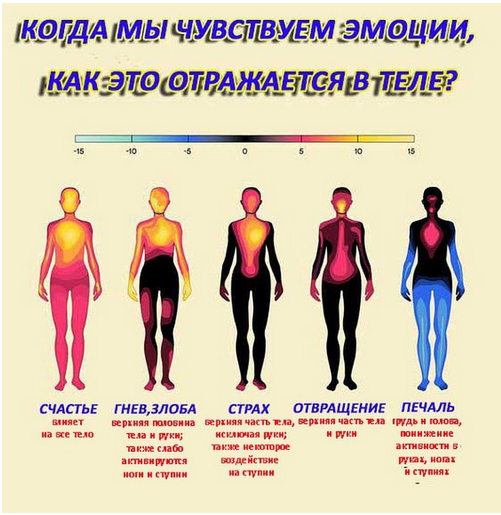 КОГДА МЫ ЧУВСТВУЕМ ЭМОЦИИ,
КАК ЭТО ОТРАЖАЕТСЯ В ТЕЛЕ?
-15 -10 -5 0 5 10 15
СЧАСТЬЕ
влияет
на все тело
ГНЕВ,ЗЛОБА
верхняя половина
тела и руки;
также слабо
активируются
ноги и ступни
СТРАХ
верхняя часть тела,
исключая руки;
также некоторое
воздействие
на ступни
ОТВРАЩЕНИЕ
верхняя часть тела
и руки
ПЕЧАЛЬ
грудь и голова,
понижение
активности в
руках, ногах
и ступнях